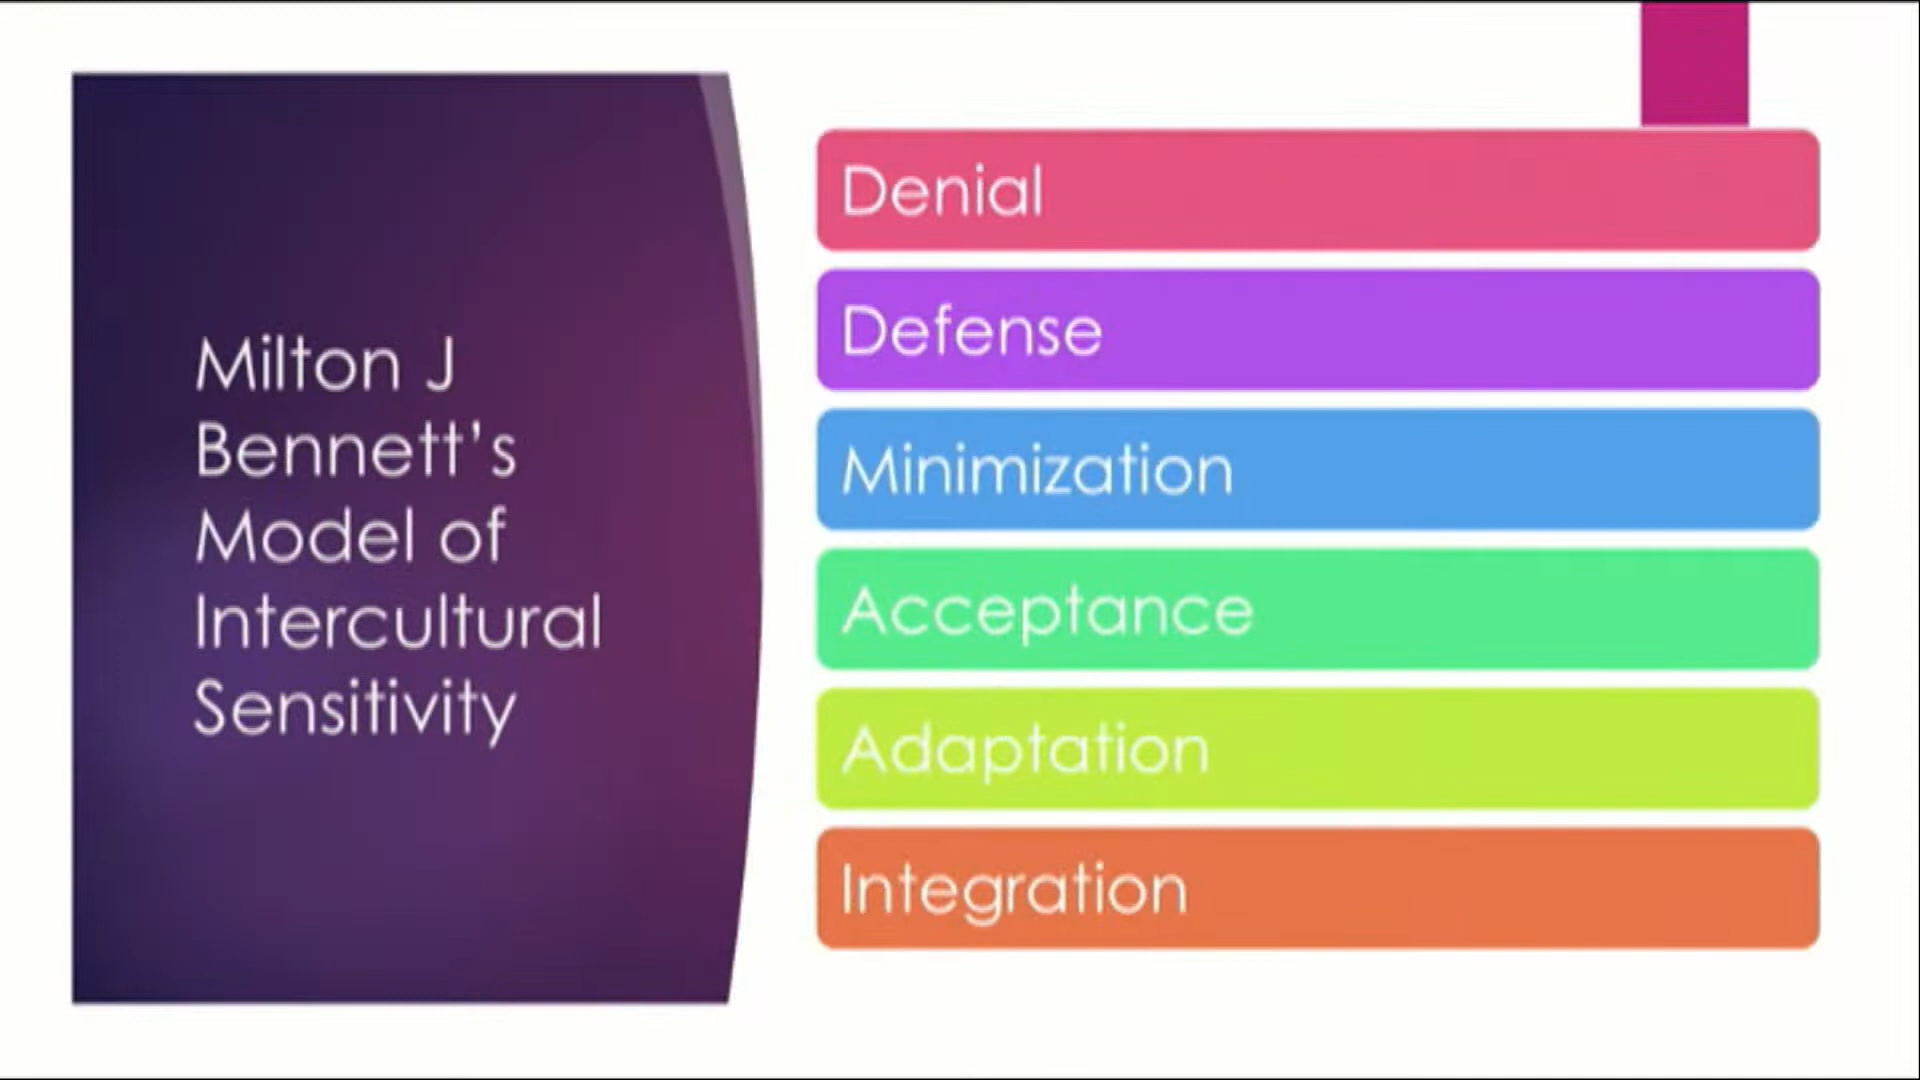 Milton J
Bennett’s
Model of
Intercultural
Sensitivity
Denial
Defense
Minimization
Acceptance
Adaptation
Integration